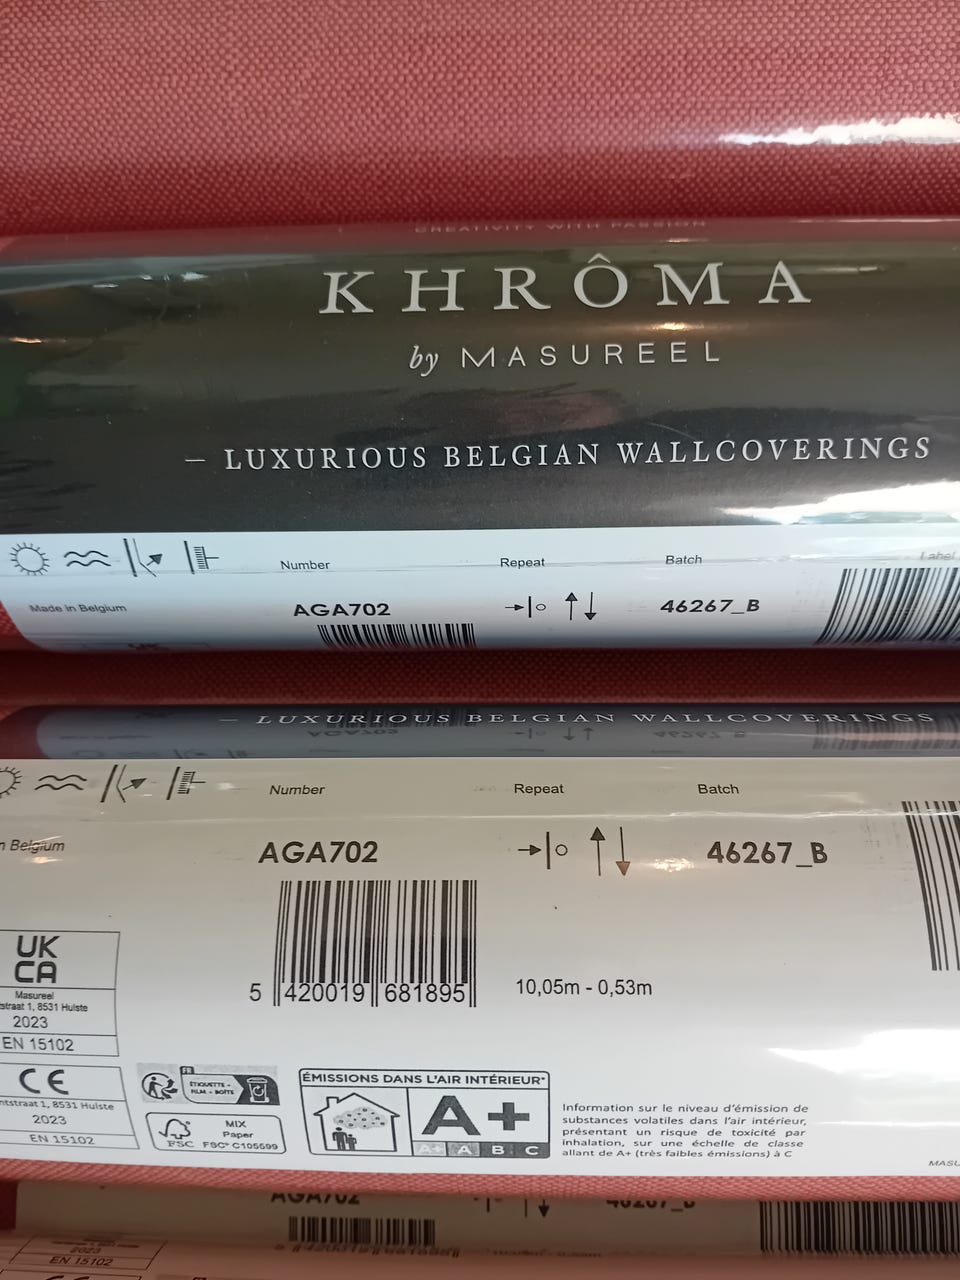 CREATIVITY WITH PASSION
KHRÔMA
by MASUREEL
— LUXURIOUS BELGIAN WALLCOVERINGS
Number Repeat Batch Label
Made in Belgium AGA702 46267_B
— LUXURIOUS BELGIAN WALLCOVERINGS
Number Repeat Batch
Belgium AGA702 46267_B
5 420019 681895 10,05m - 0,53m
UK
CA
Masureel
straat 1, 8531 Hulste
2023
EN 15102
CE
ntstraat 1, 8531 Hulste
2023
EN 15102
FR
ÉTIQUETTE +
FILM + BOÎTE
FSC
MIX
Paper
FSC® C105599
ÉMISSIONS DANS L'AIR INTÉRIEUR*
A+
A+ A B C
Information sur le niveau d'émission de
substances volatiles dans l'air intérieur,
présentant un risque de toxicité par
inhalation, sur une échelle de classe
allant de A+ (très faibles émissions) à C
MASU
AGA702 46267_B
2023
EN 15102